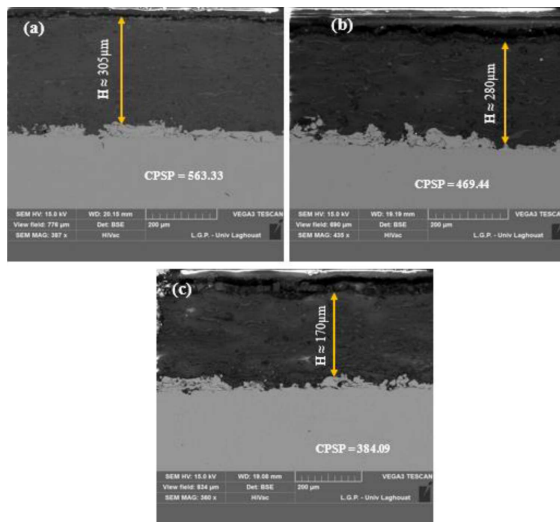 (a)
H ≈ 305μm
CPSP = 563.33
SEM HV: 15.0 kV WD: 20.15 mm VEGA3 TESCAN
View field: 776 μm Det: BSE 200 μm
SEM MAG: 387 x HiVac L.G.P. - Univ Laghouat
(b)
H ≈ 280μm
CPSP = 469.44
SEM HV: 15.0 kV WD: 18.19 mm VEGA3 TESCAN
View field: 690 μm Det: BSE 200 μm
SEM MAG: 435 x HiVac L.G.P. - Univ Laghouat
(c)
H ≈ 170μm
CPSP = 384.09
SEM HV: 15.0 kV WD: 19.08 mm VEGA3 TESCAN
View field: 834 μm Det: BSE 200 μm
SEM MAG: 360 x HiVac L.G.P. - Univ Laghouat